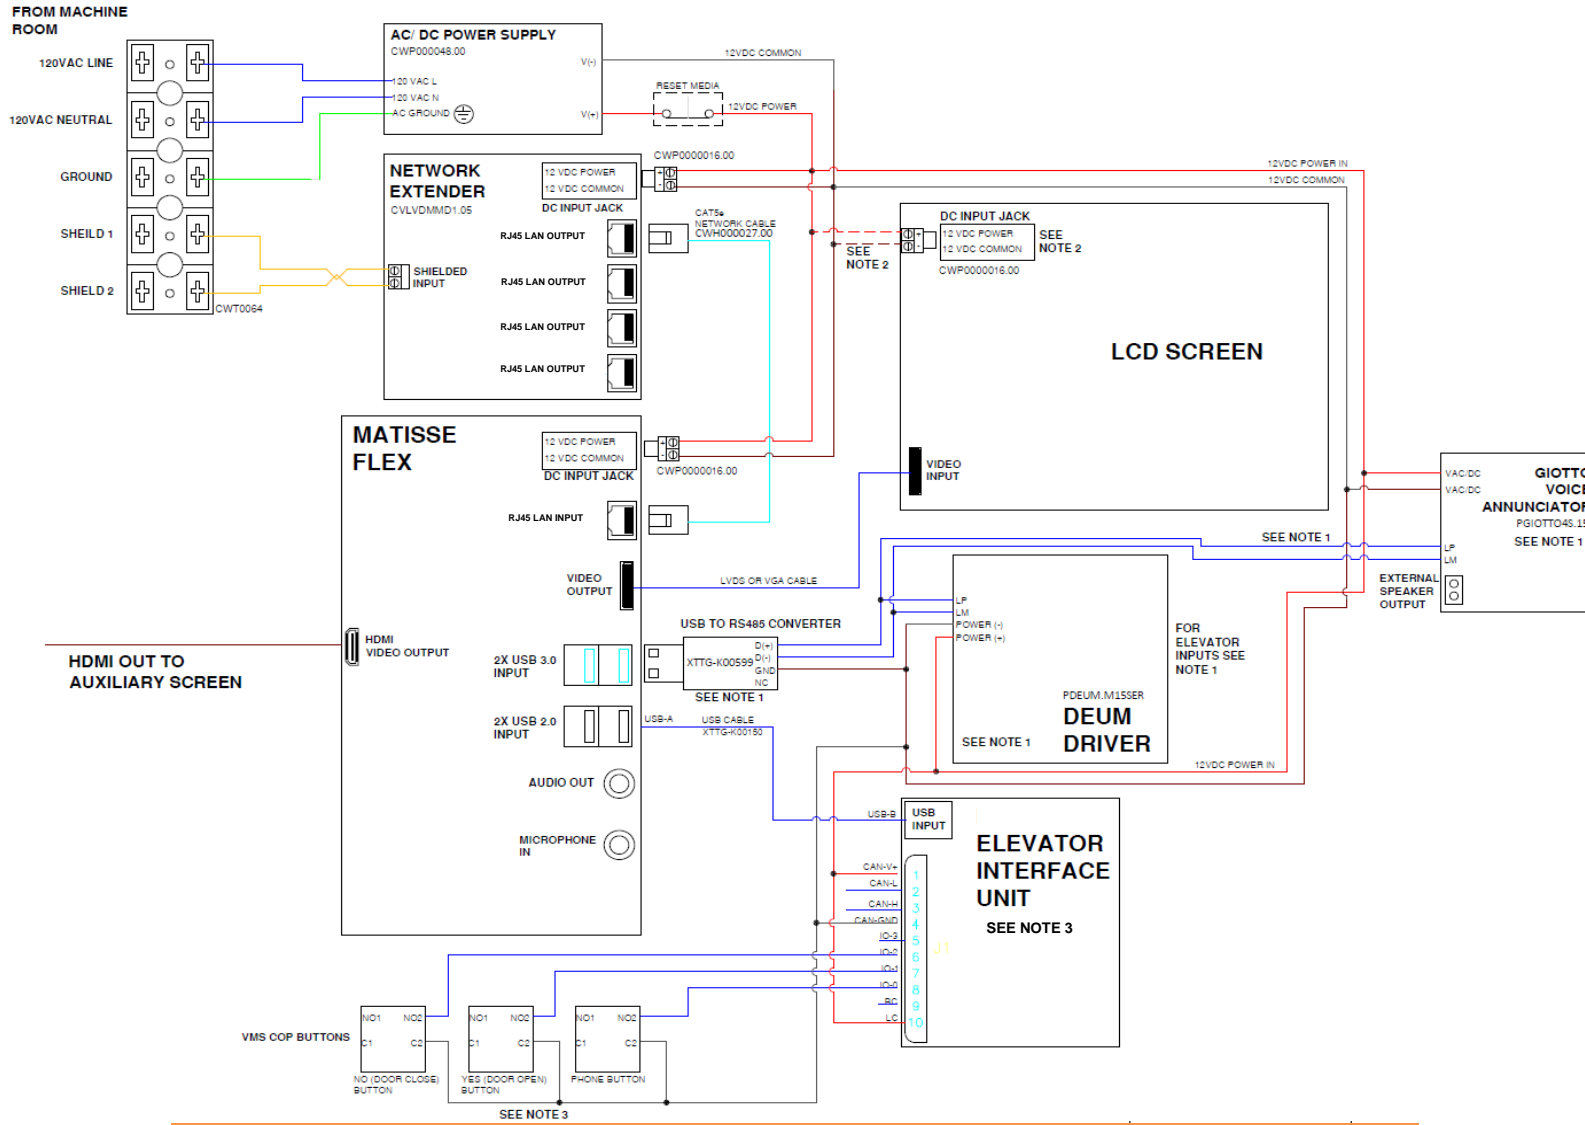 FROM MACHINE
ROOM
120VAC LINE
120VAC NEUTRAL
GROUND
SHEILD 1
SHIELD 2
CWT0064
AC/ DC POWER SUPPLY
CWP000048.00
V(-)
120 VAC L
120 VAC N
AC GROUND
V(+)
12VDC COMMON
RESET MEDIA
12VDC POWER
NETWORK
EXTENDER
CVLVDMMD1.05
12 VDC POWER
12 VDC COMMON
DC INPUT JACK
CWP0000016.00
+
-
RJ45 LAN OUTPUT
RJ45 LAN OUTPUT
RJ45 LAN OUTPUT
RJ45 LAN OUTPUT
CAT5e
NETWORK CABLE
CWH000027.00
SHIELDED
INPUT
12VDC POWER IN
12VDC COMMON
DC INPUT JACK
12 VDC POWER
12 VDC COMMON
SEE
NOTE 2
+
-
CWP0000016.00
SEE
NOTE 2
LCD SCREEN
VIDEO
INPUT
MATISSE
FLEX
12 VDC POWER
12 VDC COMMON
DC INPUT JACK
+
-
CWP0000016.00
RJ45 LAN INPUT
VIDEO
OUTPUT
LVDS OR VGA CABLE
HDMI
VIDEO OUTPUT
HDMI OUT TO
AUXILIARY SCREEN
2X USB 3.0
INPUT
2X USB 2.0
INPUT
AUDIO OUT
MICROPHONE
IN
USB TO RS485 CONVERTER
XTTG-K00599
D(+)
D(-)
GND
NC
SEE NOTE 1
USB-A
USB CABLE
XTTG-K00150
SEE NOTE 1
VAC/DC
VAC/DC
GIOTTO
VOICE
ANNUNCIATOR
PGIOTTO4S.15
SEE NOTE 1
LP
LM
EXTERNAL
SPEAKER
OUTPUT
LP
LM
POWER (-)
POWER (+)
FOR
ELEVATOR
INPUTS SEE
NOTE 1
PDEUM.M15SER
DEUM
DRIVER
SEE NOTE 1
12VDC POWER IN
USB-B
USB
INPUT
ELEVATOR
INTERFACE
UNIT
SEE NOTE 3
J1
CAN-V+ 1
CAN-L 2
CAN-H 3
CAN-GND 4
IO-3 5
IO-2 6
IO-1 7
IO-0 8
BC 9
LC 10
VMS COP BUTTONS
NO1 NO2
C1 C2
NO (DOOR CLOSE)
BUTTON
NO1 NO2
C1 C2
YES (DOOR OPEN)
BUTTON
NO1 NO2
C1 C2
PHONE BUTTON
SEE NOTE 3